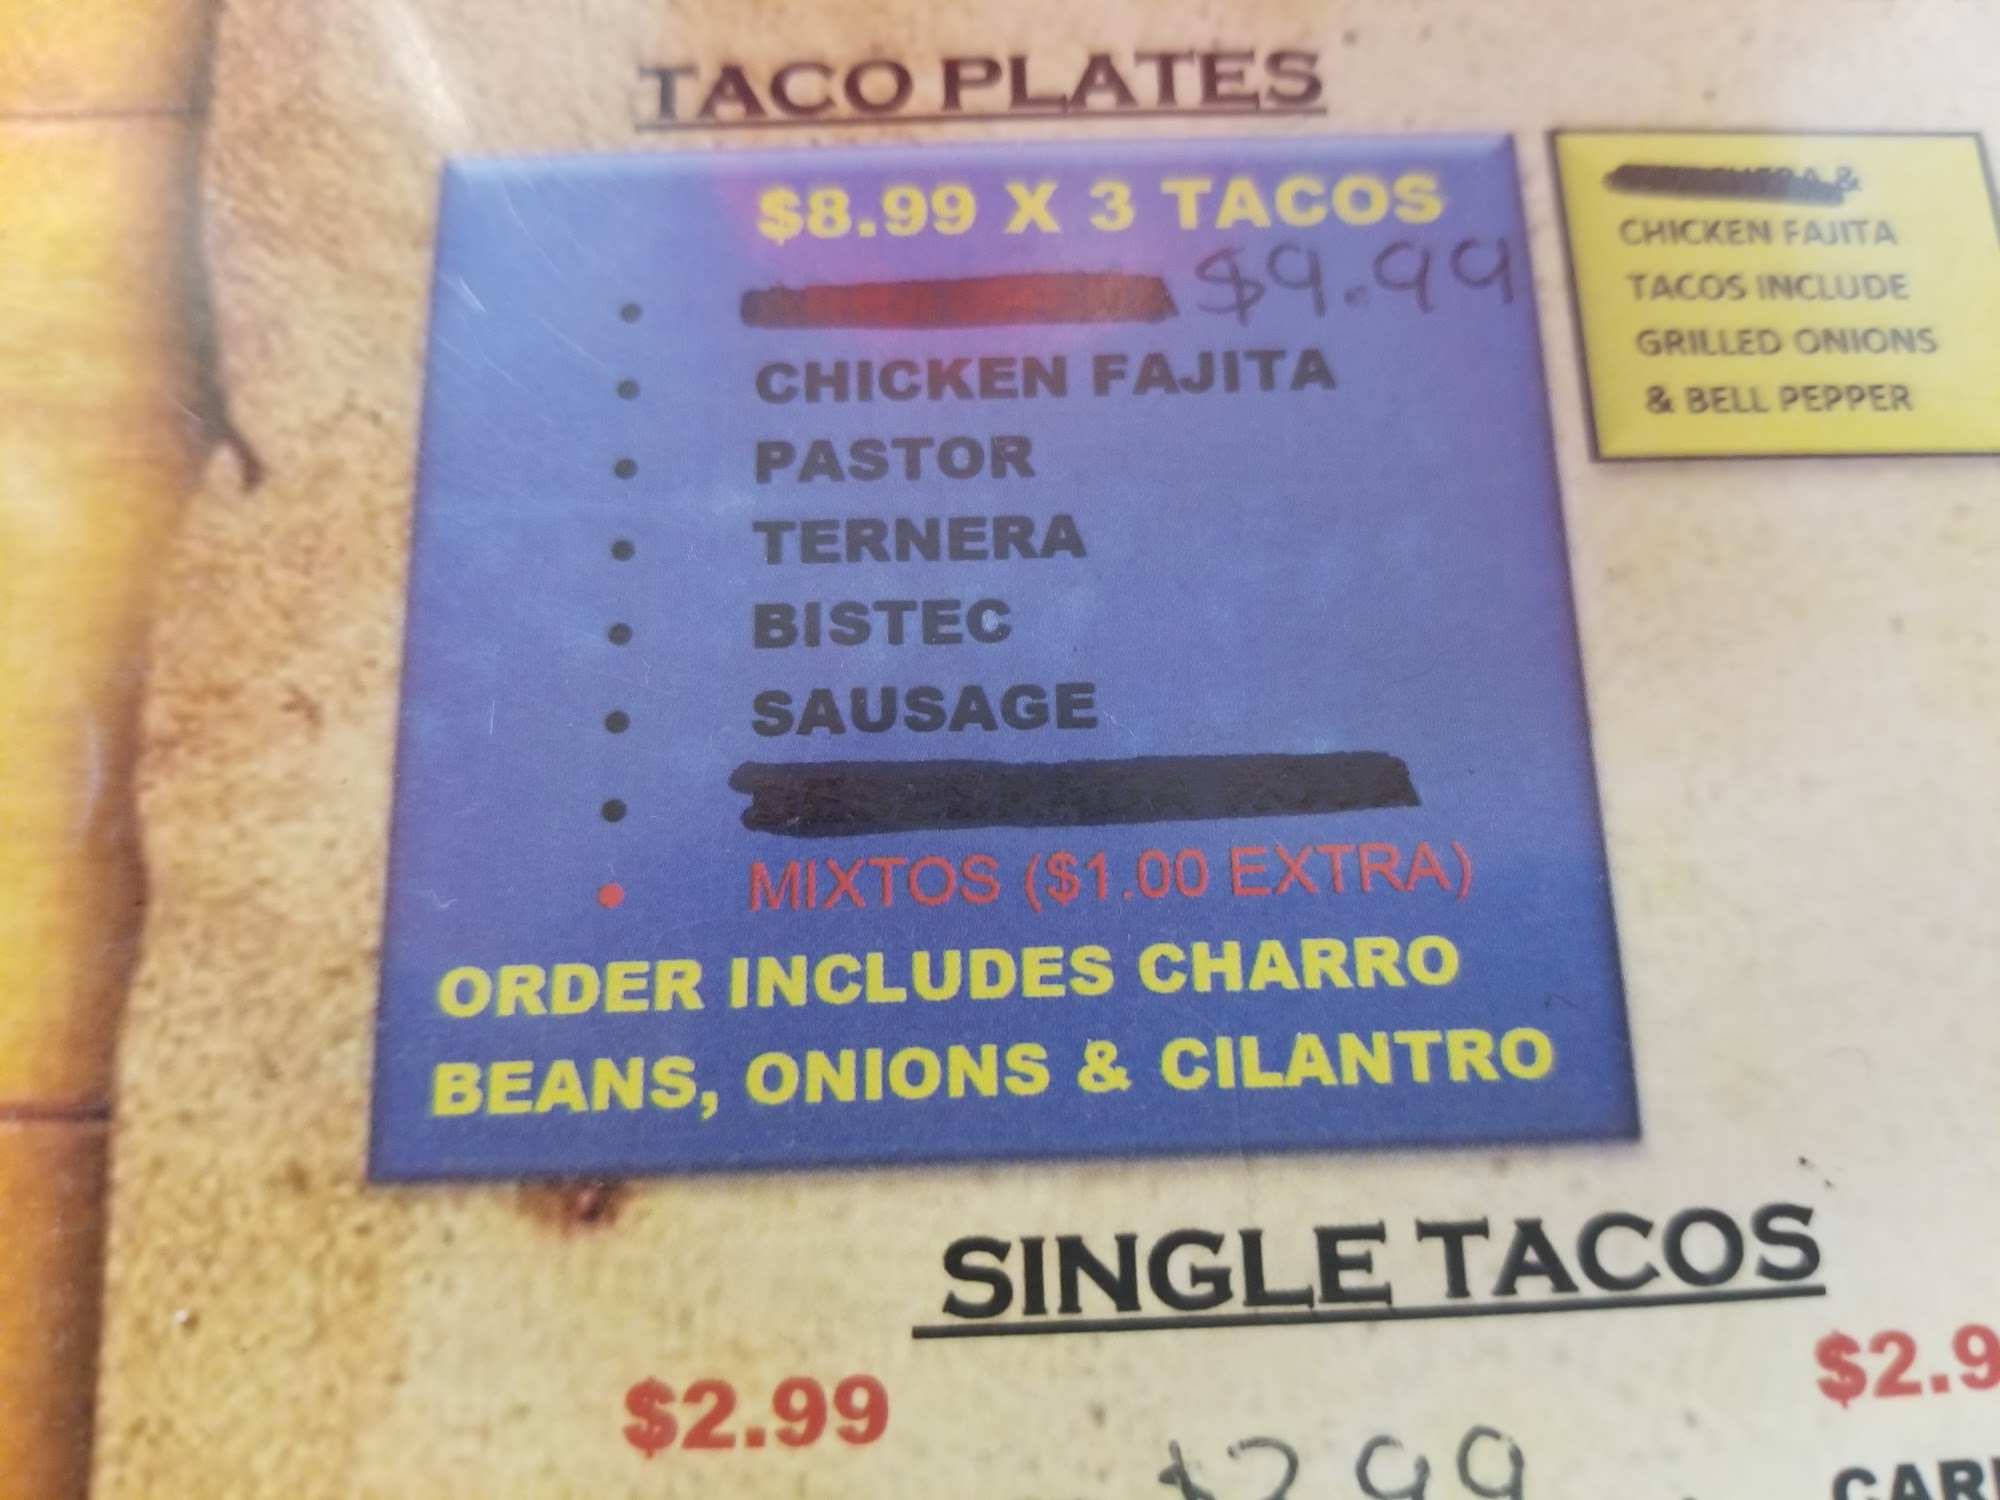 TACO PLATES
$8.99 X 3 TACOS
$9.99
• CHICKEN FAJITA
• PASTOR
• TERNERA
• BISTEC
• SAUSAGE
• MIXTOS ($1.00 EXTRA)
ORDER INCLUDES CHARRO
BEANS, ONIONS & CILANTRO
&
CHICKEN FAJITA
TACOS INCLUDE
GRILLED ONIONS
& BELL PEPPER
SINGLE TACOS
$2.99